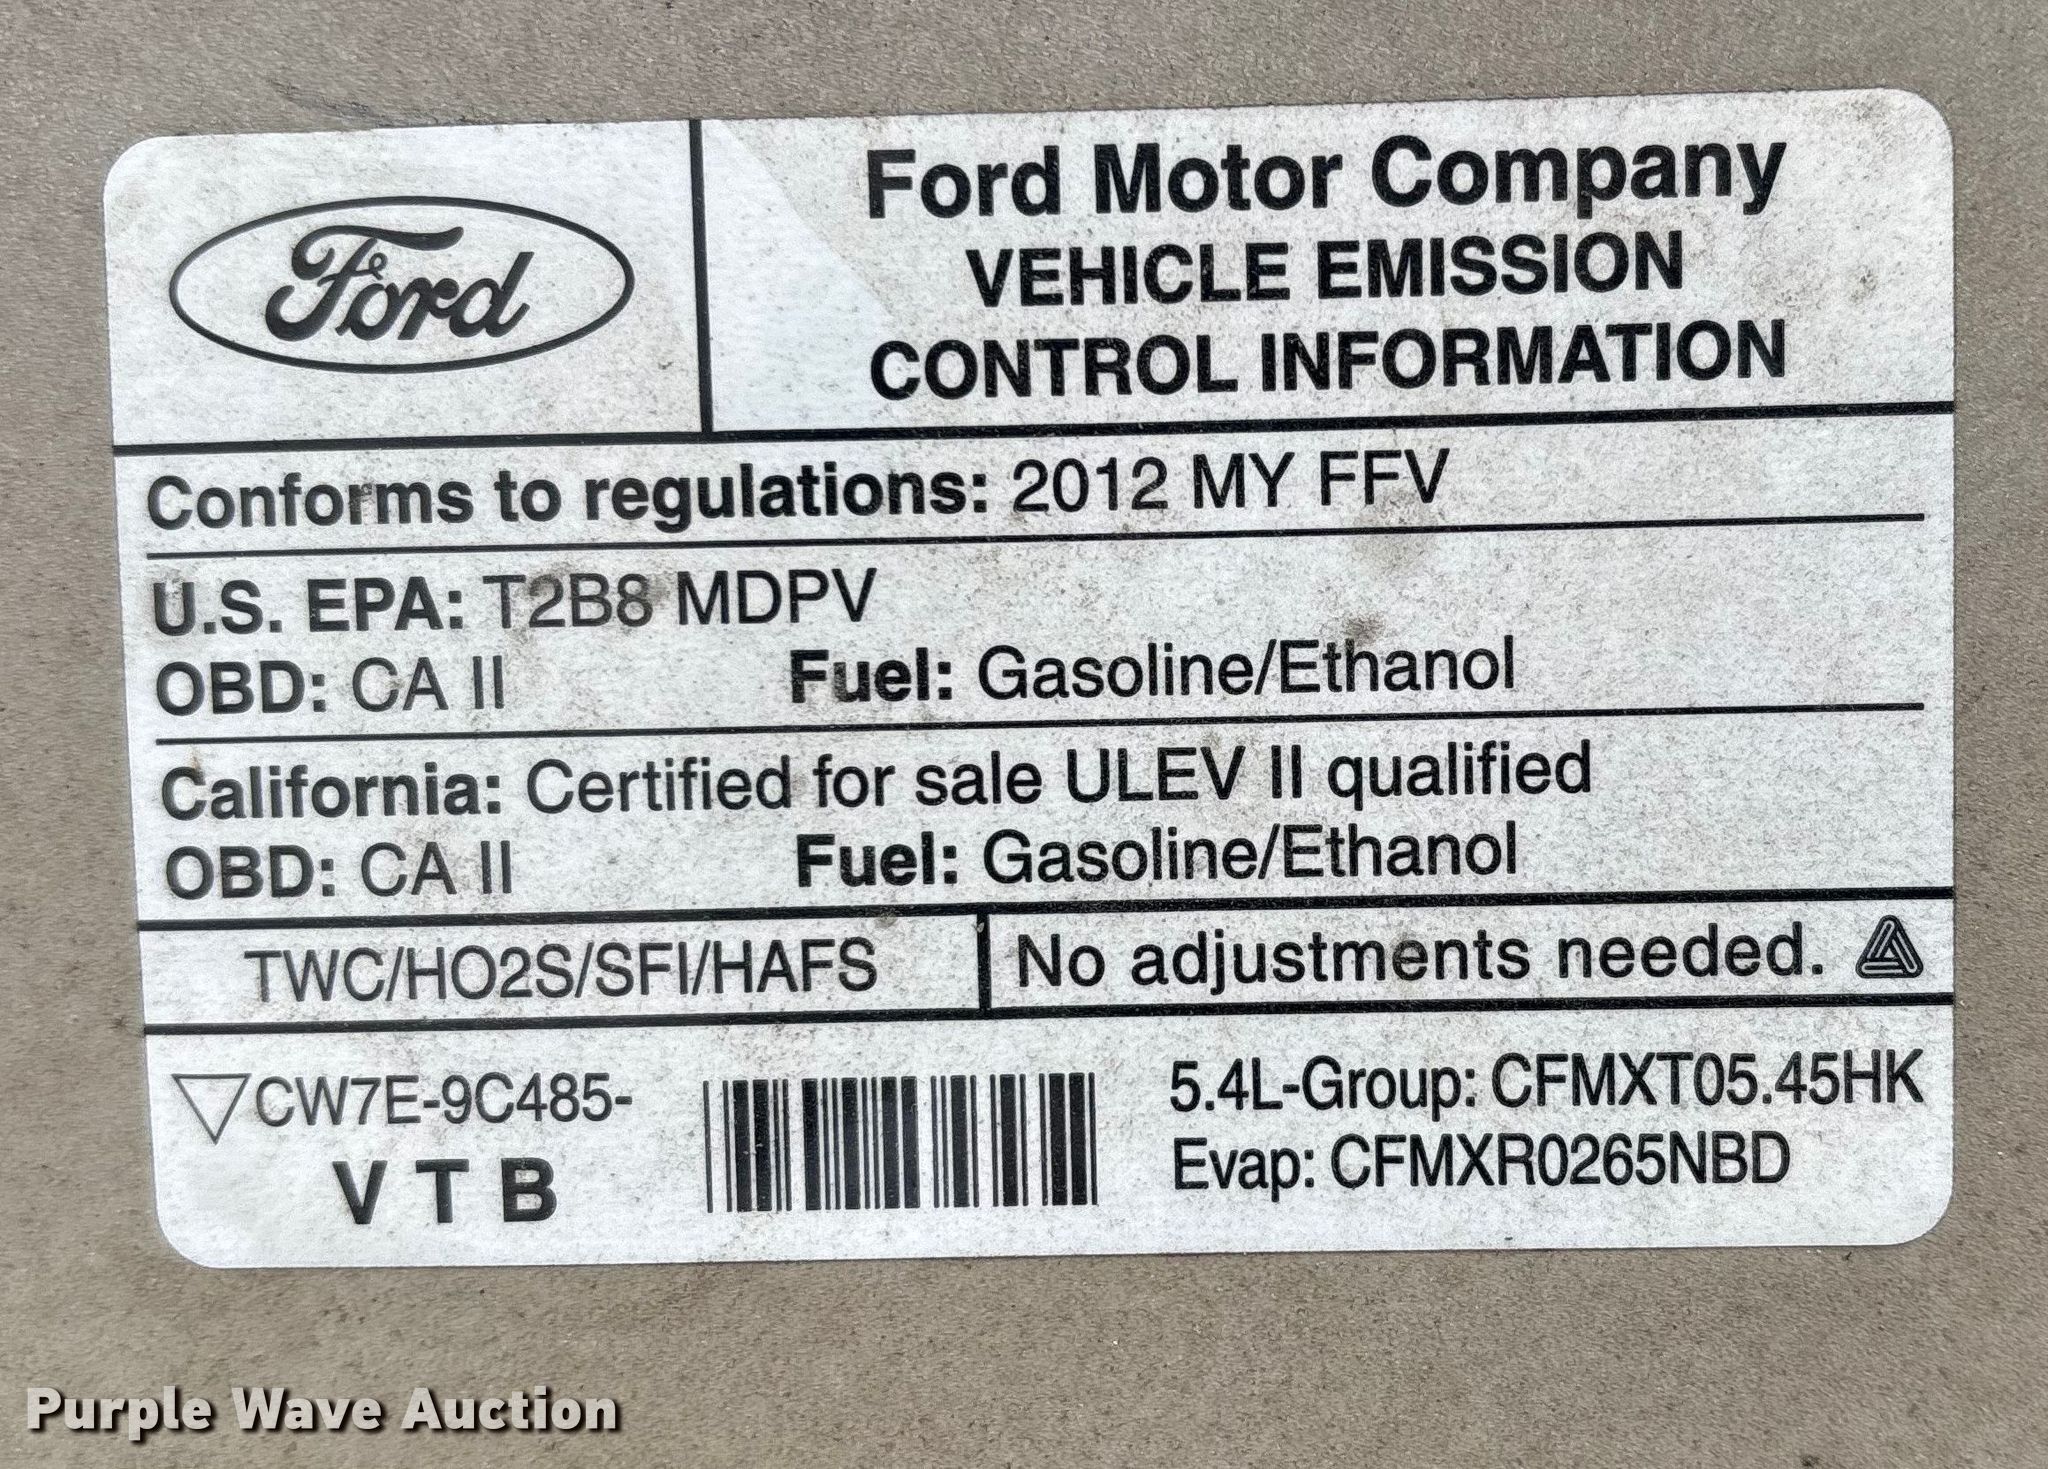 Ford
Ford Motor Company
VEHICLE EMISSION
CONTROL INFORMATION
Conforms to regulations: 2012 MY FFV
U.S. EPA: T2B8 MDPV
OBD: CA II Fuel: Gasoline/Ethanol
California: Certified for sale ULEV II qualified
OBD: CA II Fuel: Gasoline/Ethanol
TWC/HO2S/SFI/HAFS
No adjustments needed.
CW7E-9C485-
V T B
5.4L-Group: CFMXT05.45HK
Evap: CFMXR0265NBD
Purple Wave Auction